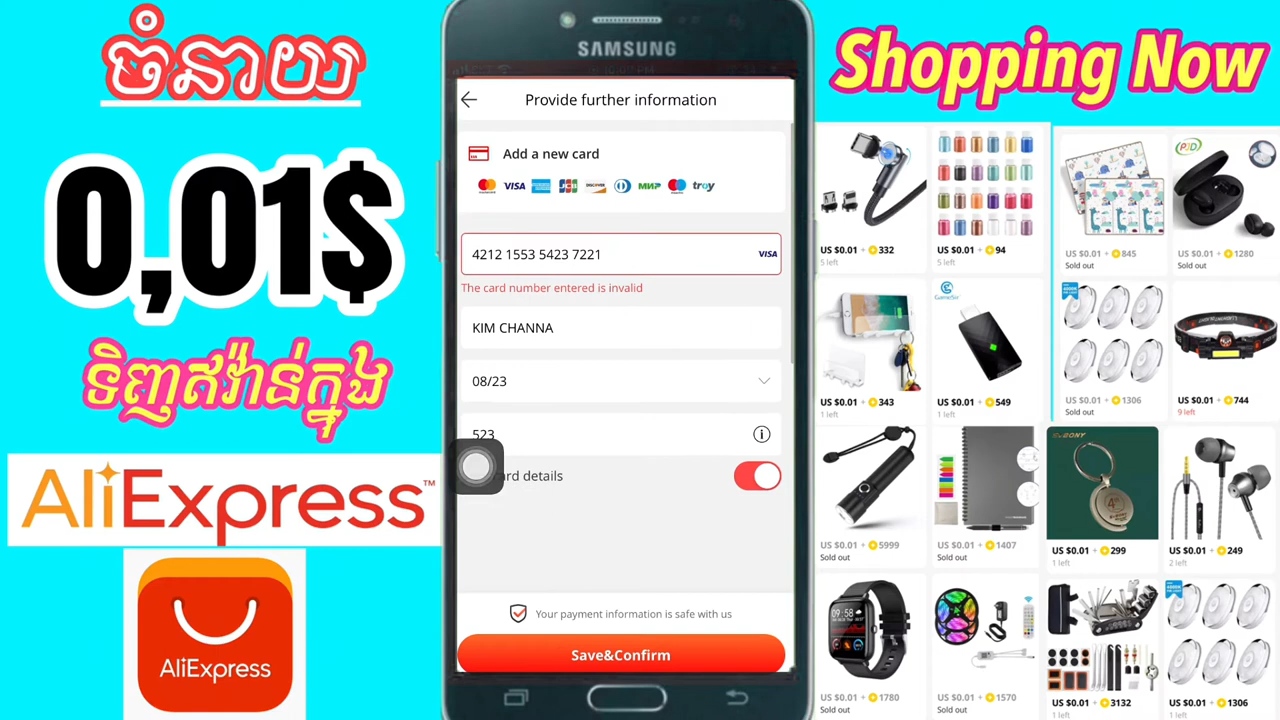 ចំនាយ
0,01$
ទិញឥវ៉ាន់ក្នុង
AliExpress™
AliExpress
SAMSUNG
Provide further information
Add a new card
VISA
DISCOVER
МИР
troy
4212 1553 5423 7221
VISA
The card number entered is invalid
KIM CHANNA
08/23
523
ard details
Your payment information is safe with us
Save&Confirm
Shopping Now
US $0.01 + 332
5 left
US $0.01 + 94
5 left
US $0.01 + 845
Sold out
PJD
US $0.01 + 1280
Sold out
US $0.01 + 343
1 left
GameSir
US $0.01 + 549
1 left
US $0.01 + 1306
Sold out
US $0.01 + 744
9 left
US $0.01 + 5999
Sold out
US $0.01 + 1407
Sold out
US $0.01 + 299
1 left
US $0.01 + 249
2 left
09:58
US $0.01 + 1780
Sold out
US $0.01 + 1570
Sold out
US $0.01 + 3132
1 left
US $0.01 + 1306
1 left